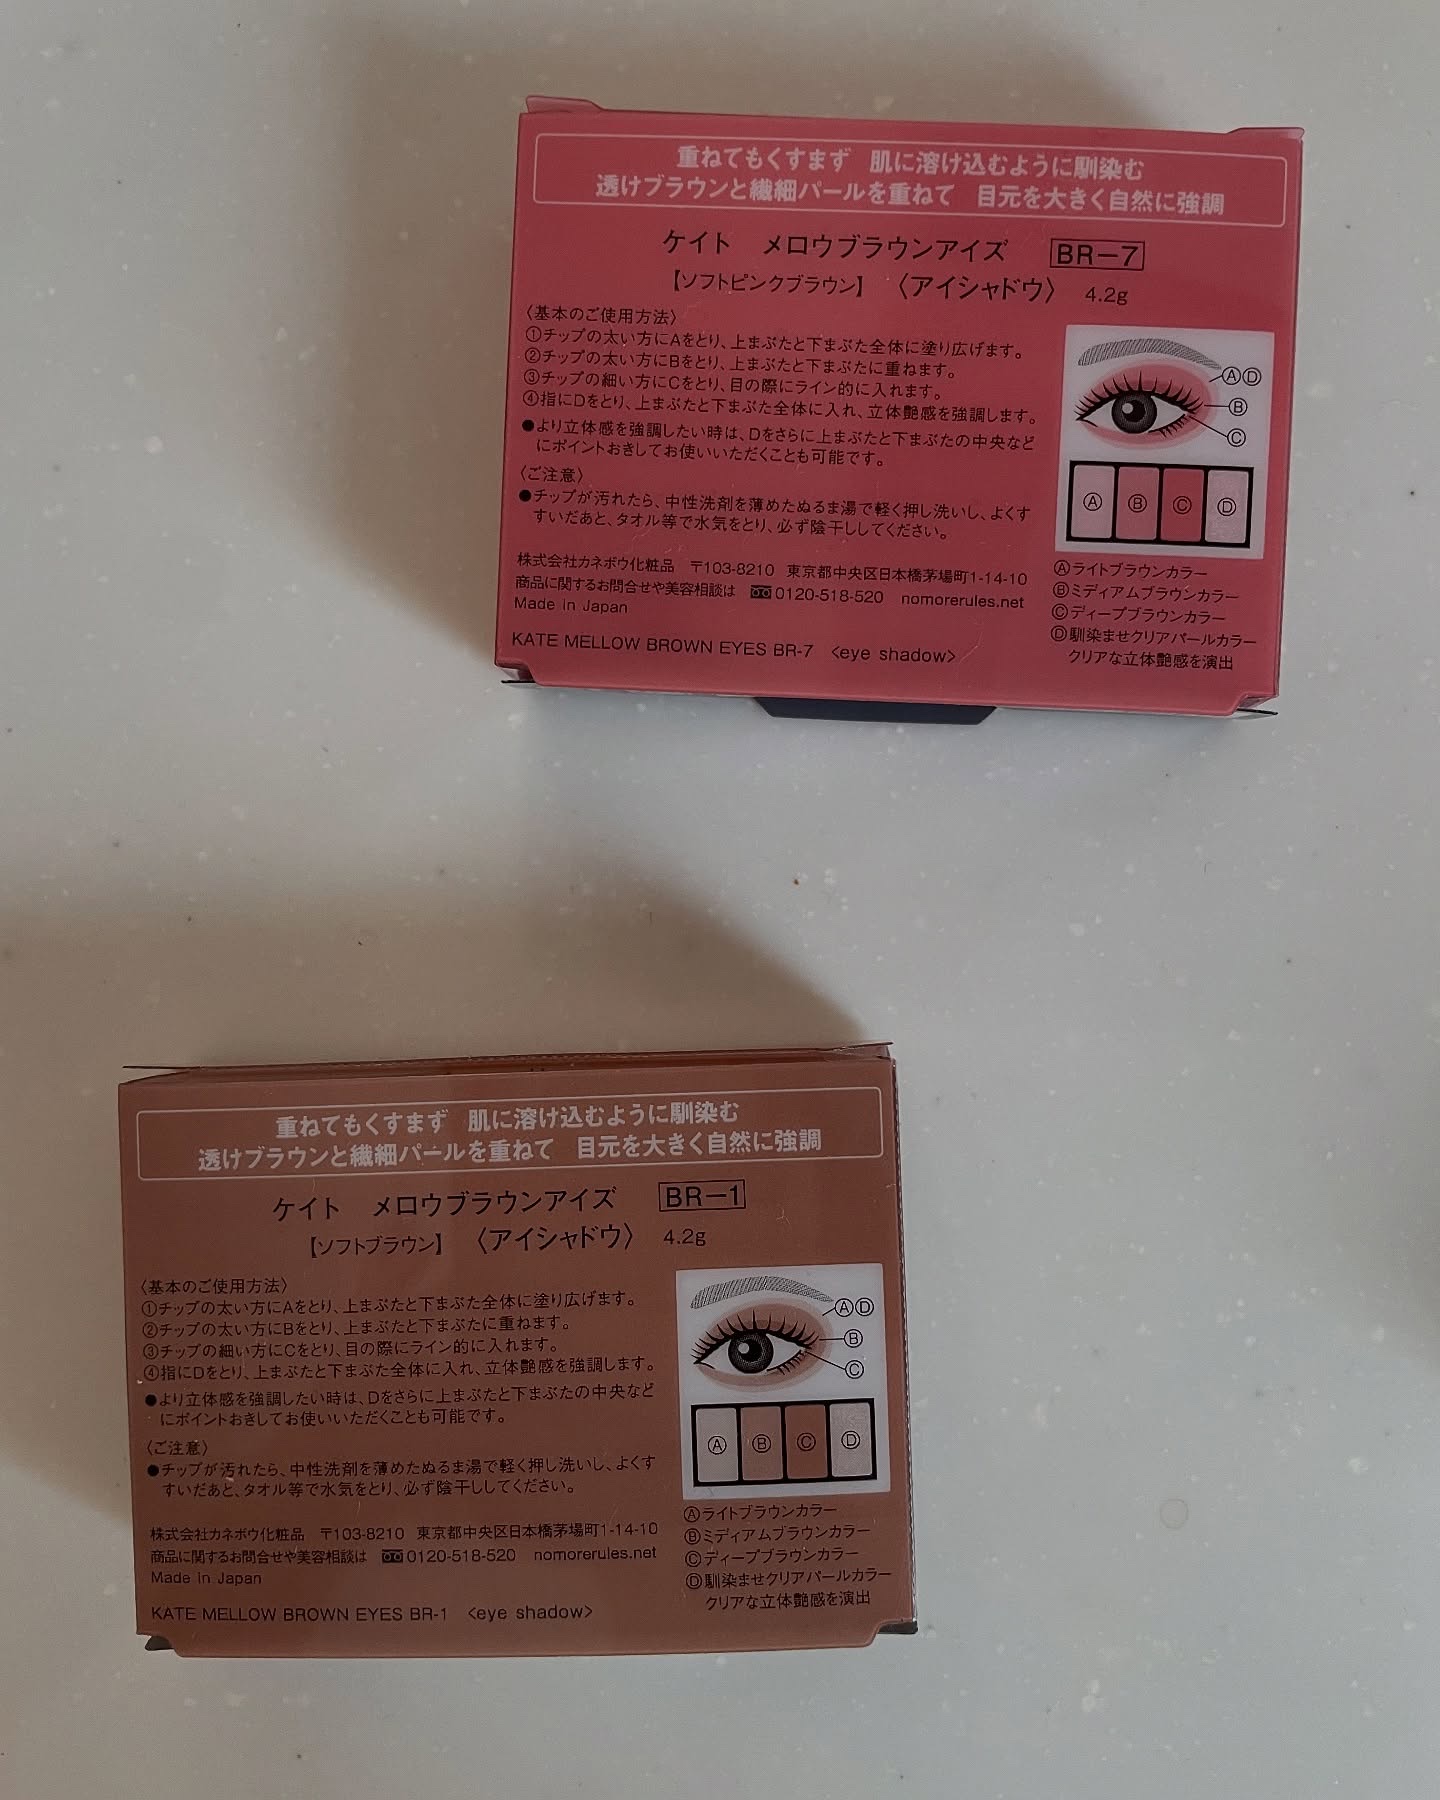 重ねてもくすまず 肌に溶け込むように馴染む
透けブラウンと繊細パールを重ねて 目元を大きく自然に強調
ケイト メロウブラウンアイズ BR-7
【ソフトピンクブラウン】 〈アイシャドウ〉 4.2g
〈基本のご使用方法〉
①チップの太い方にAをとり、上まぶたと下まぶた全体に塗り広げます。
②チップの太い方にBをとり、上まぶたと下まぶたに重ねます。
③チップの細い方にCをとり、目の際にライン的に入れます。
④指にDをとり、上まぶたと下まぶた全体に入れ、立体艶感を強調します。
●より立体感を強調したい時は、Dをさらに上まぶたと下まぶたの中央など
にポイントおきしてお使いいただくことも可能です。
〈ご注意〉
●チップが汚れたら、中性洗剤を薄めたぬるま湯で軽く押し洗いし、よくす
すいだあと、タオル等で水気をとり、必ず陰干ししてください。
株式会社カネボウ化粧品 〒103-8210 東京都中央区日本橋茅場町1-14-10
商品に関するお問合せや美容相談は 0120-518-520 nomorerules.net
Made in Japan
KATE MELLOW BROWN EYES BR-7 <eye shadow>
ⒶⒹ
Ⓑ
Ⓒ
Ⓐ Ⓑ Ⓒ Ⓓ
Ⓐライトブラウンカラー
Ⓑミディアムブラウンカラー
Ⓒディープブラウンカラー
Ⓓ馴染ませクリアパールカラー
クリアな立体艶感を演出
重ねてもくすまず 肌に溶け込むように馴染む
透けブラウンと繊細パールを重ねて 目元を大きく自然に強調
ケイト メロウブラウンアイズ BR-1
【ソフトブラウン】 〈アイシャドウ〉 4.2g
〈基本のご使用方法〉
①チップの太い方にAをとり、上まぶたと下まぶた全体に塗り広げます。
②チップの太い方にBをとり、上まぶたと下まぶたに重ねます。
③チップの細い方にCをとり、目の際にライン的に入れます。
④指にDをとり、上まぶたと下まぶた全体に入れ、立体艶感を強調します。
●より立体感を強調したい時は、Dをさらに上まぶたと下まぶたの中央など
にポイントおきしてお使いいただくことも可能です。
〈ご注意〉
●チップが汚れたら、中性洗剤を薄めたぬるま湯で軽く押し洗いし、よくす
すいだあと、タオル等で水気をとり、必ず陰干ししてください。
株式会社カネボウ化粧品 〒103-8210 東京都中央区日本橋茅場町1-14-10
商品に関するお問合せや美容相談は 0120-518-520 nomorerules.net
Made in Japan
KATE MELLOW BROWN EYES BR-1 <eye shadow>
ⒶⒹ
Ⓑ
Ⓒ
Ⓐ Ⓑ Ⓒ Ⓓ
Ⓐライトブラウンカラー
Ⓑミディアムブラウンカラー
Ⓒディープブラウンカラー
Ⓓ馴染ませクリアパールカラー
クリアな立体艶感を演出